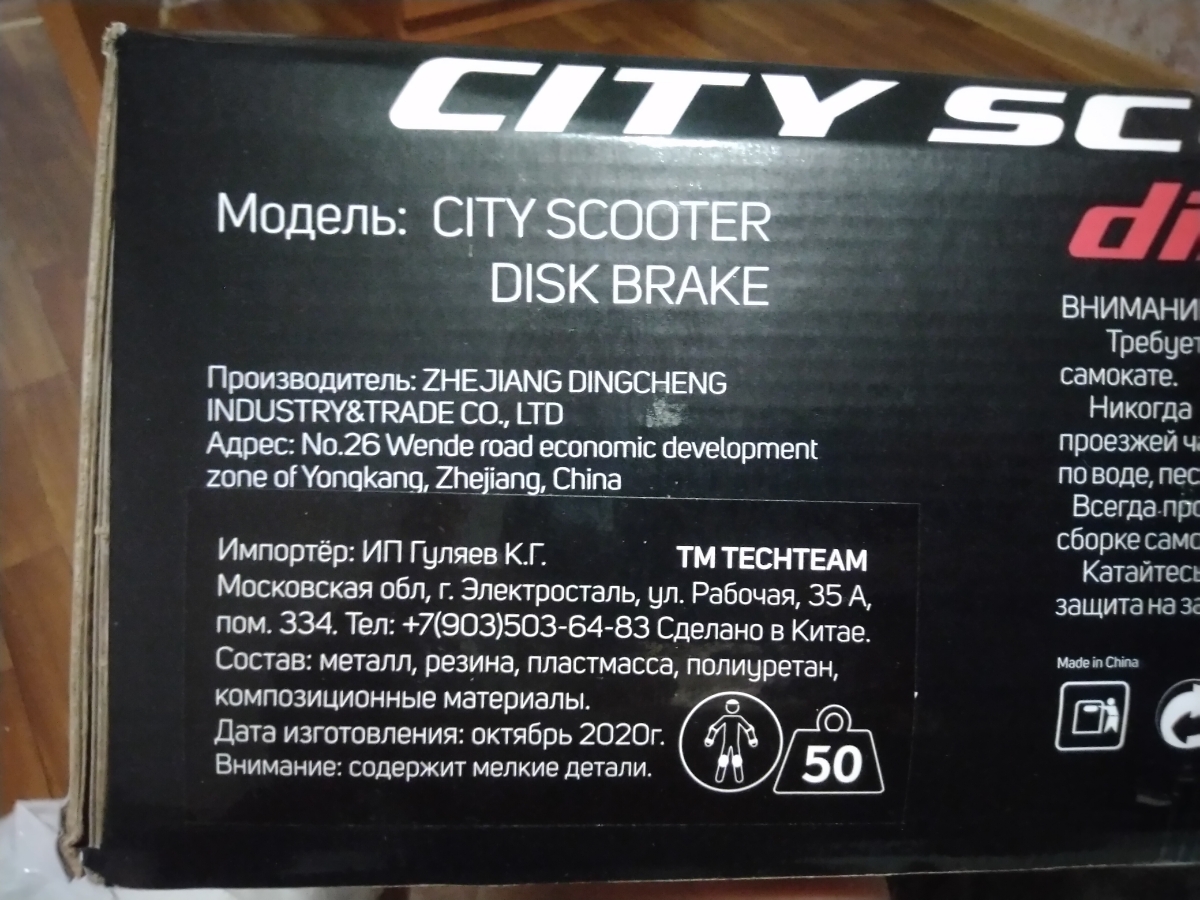 CITY SC
Модель: CITY SCOOTER
DISK BRAKE
Производитель: ZHEJIANG DINGCHENG
INDUSTRY&TRADE CO., LTD
Адрес: No.26 Wende road economic development
zone of Yongkang, Zhejiang, China
Импортёр: ИП Гуляев К.Г. TM TECHTEAM
Московская обл, г. Электросталь, ул. Рабочая, 35 А,
пом. 334. Тел: +7(903)503-64-83 Сделано в Китае.
Состав: металл, резина, пластмасса, полиуретан,
композиционные материалы.
Дата изготовления: октябрь 2020г.
Внимание: содержит мелкие детали.
50
di
ВНИМАНИ
Требует
самокате.
Никогда
проезжей ча
по воде, пес
Всегда про
сборке само
Катайтесь
защита на за
Made in China